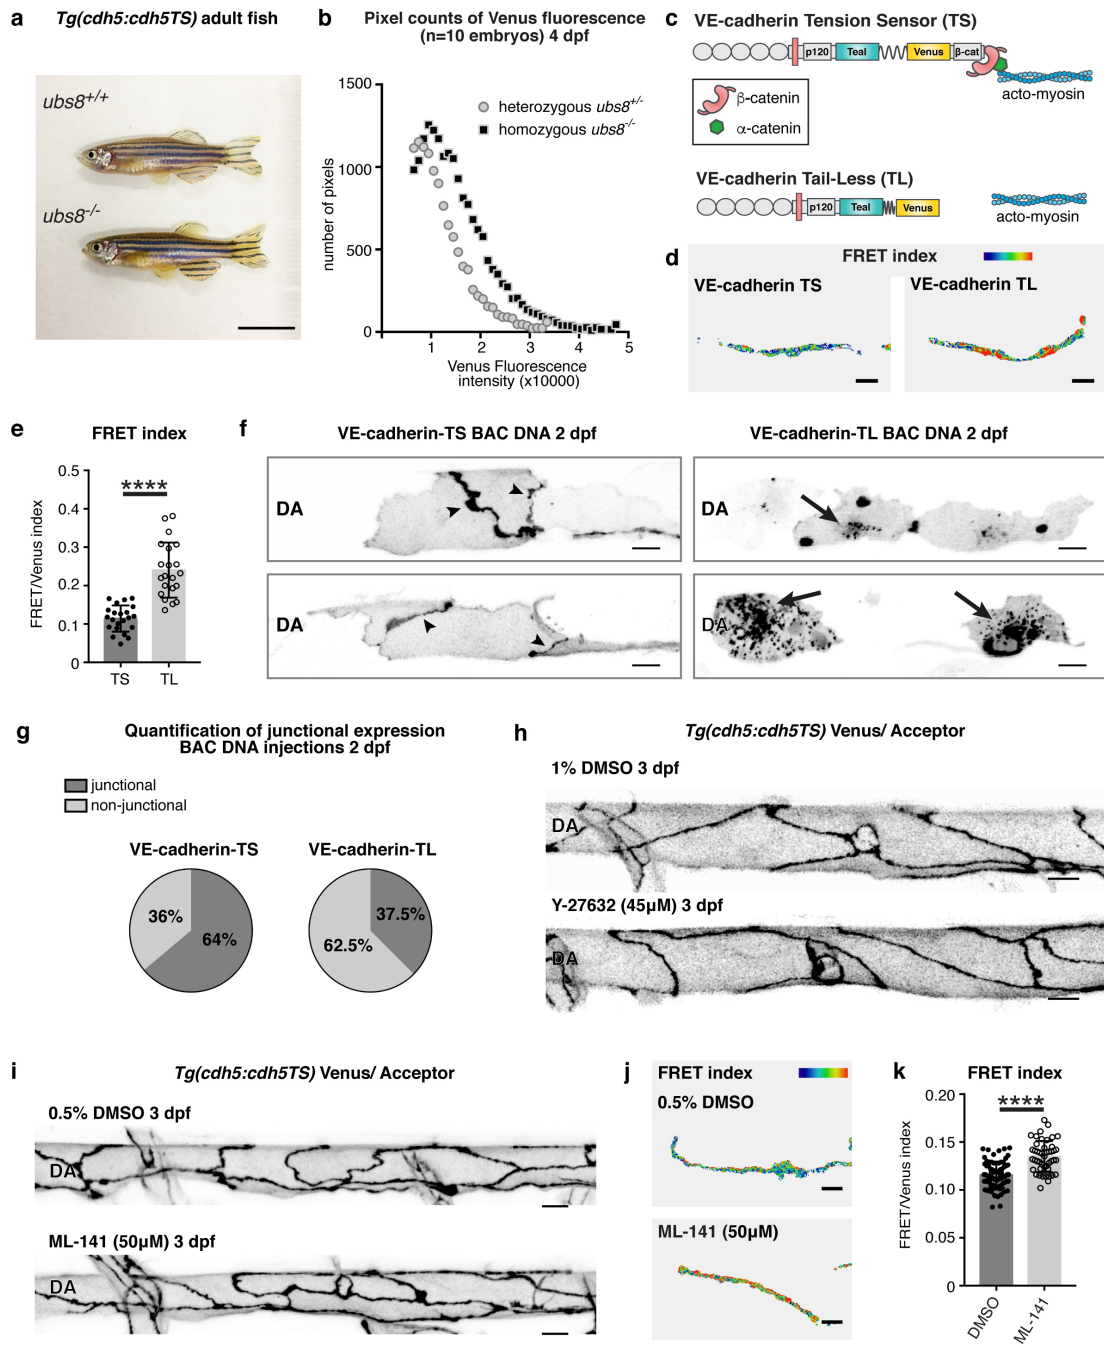 a
Tg(cdh5:cdh5TS) adult fish
ubs8+/+
ubs8-/-
b
Pixel counts of Venus fluorescence
(n=10 embryos) 4 dpf
heterozygous ubs8+/-
homozygous ubs8-/-
number of pixels
1500
1000
500
0
1 2 3 4 5
Venus Fluorescence
intensity (x10000)
c
VE-cadherin Tension Sensor (TS)
p120 Teal Venus β-cat
acto-myosin
β-catenin
α-catenin
VE-cadherin Tail-Less (TL)
p120 Teal Venus
acto-myosin
d
FRET index
VE-cadherin TS
VE-cadherin TL
e
FRET index
****
FRET/Venus index
0.5
0.4
0.3
0.2
0.1
0
TS TL
f
VE-cadherin-TS BAC DNA 2 dpf
VE-cadherin-TL BAC DNA 2 dpf
DA
DA
DA
DA
g
Quantification of junctional expression
BAC DNA injections 2 dpf
junctional
non-junctional
VE-cadherin-TS
VE-cadherin-TL
36%
64%
37.5%
62.5%
h
Tg(cdh5:cdh5TS) Venus/ Acceptor
1% DMSO 3 dpf
DA
Y-27632 (45μM) 3 dpf
DA
i
Tg(cdh5:cdh5TS) Venus/ Acceptor
0.5% DMSO 3 dpf
DA
ML-141 (50μM) 3 dpf
DA
j
FRET index
0.5% DMSO
ML-141 (50μM)
k
FRET index
****
FRET/Venus index
0.20
0.15
0.10
0.05
0
DMSO
ML-141